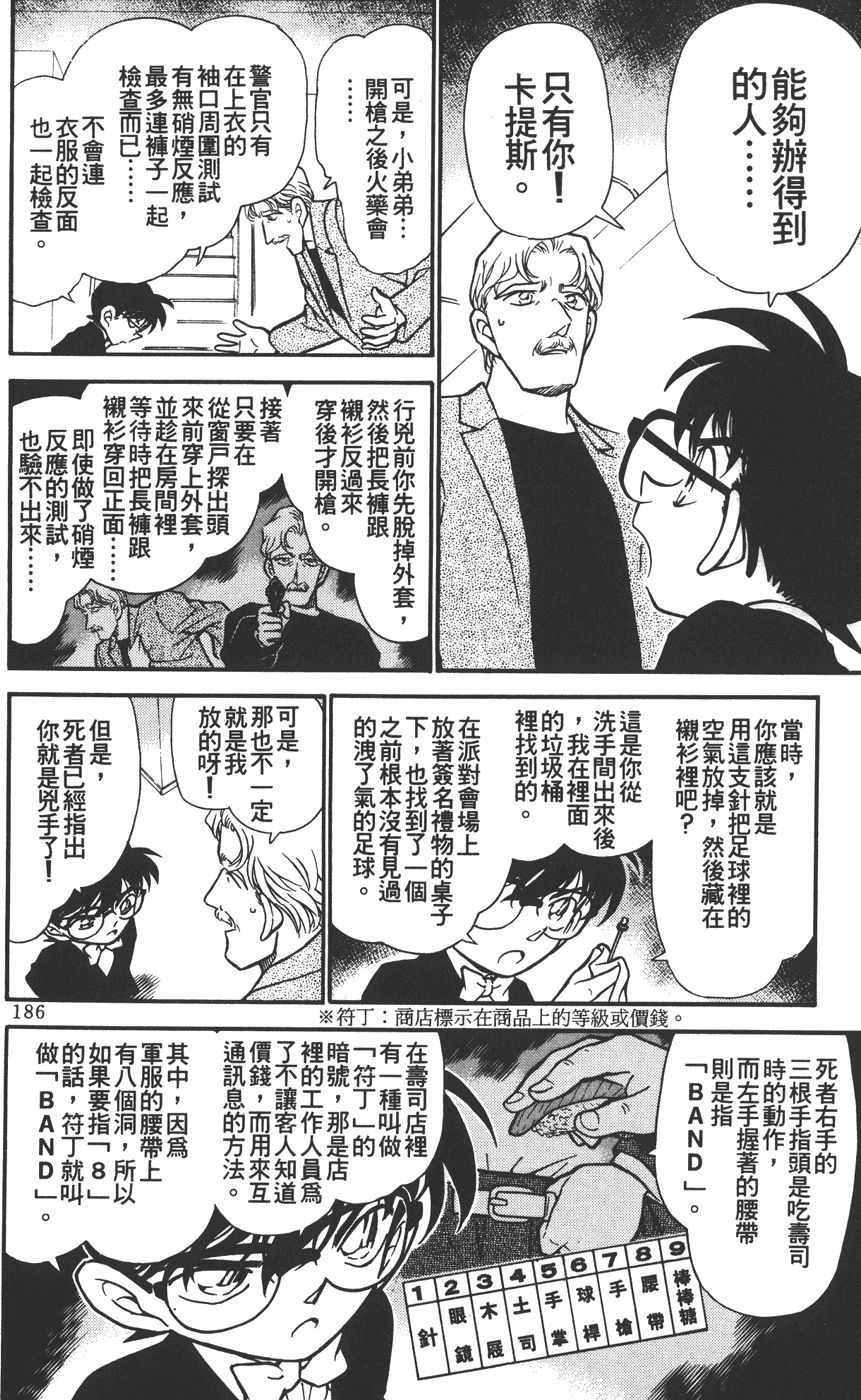 能夠辦得到
的人……
只有你！
卡提斯。
可是，小弟弟…
開槍之後火藥會
……
警官只有
在上衣的
袖口周圍測試
有無硝煙反應，
最多連褲子一起
檢查而已……
不會連
衣服的反面
也一起檢查。
行兇前你先脫掉外套，
然後把長褲跟
襯衫反過來
穿後才開槍。
接著
只要在
從窗戶探出頭
來前穿上外套，
並趁在房間裡
等待時把長褲跟
襯衫穿回正面……
即使做了硝煙
反應的測試，
也驗不出來……
當時，
你應該就是
用這支針把足球裡的
空氣放掉，然後藏在
襯衫裡吧？
這是你從
洗手間出來後
，我在裡面
的垃圾桶
裡找到的。
在派對會場上
放著簽名禮物的桌子
下，也找到了一個
之前根本沒有見過
的洩了氣的足球。
可是，
那也不一定
就是我
放的呀！
但是，
死者已經指出
你就是兇手了！
186
※符丁：商店標示在商品上的等級或價錢。
死者右手的
三根手指頭是吃壽司
時的動作，
而左手握著的腰帶
則是指
「BAND」。
在壽司店裡
有一種叫做
「符丁」的
暗號，那是店
裡的工作人員為
了不讓客人知道
價錢，而用來互
通訊息的方法。
其中，因為
軍服的腰帶上
有八個洞，所以
如果要指「8」
的話，符丁就叫
做「BAND」。
1 2 3 4 5 6 7 8 9
針 眼鏡 木屐 土司 手掌 球桿 手槍 腰帶 棒棒糖